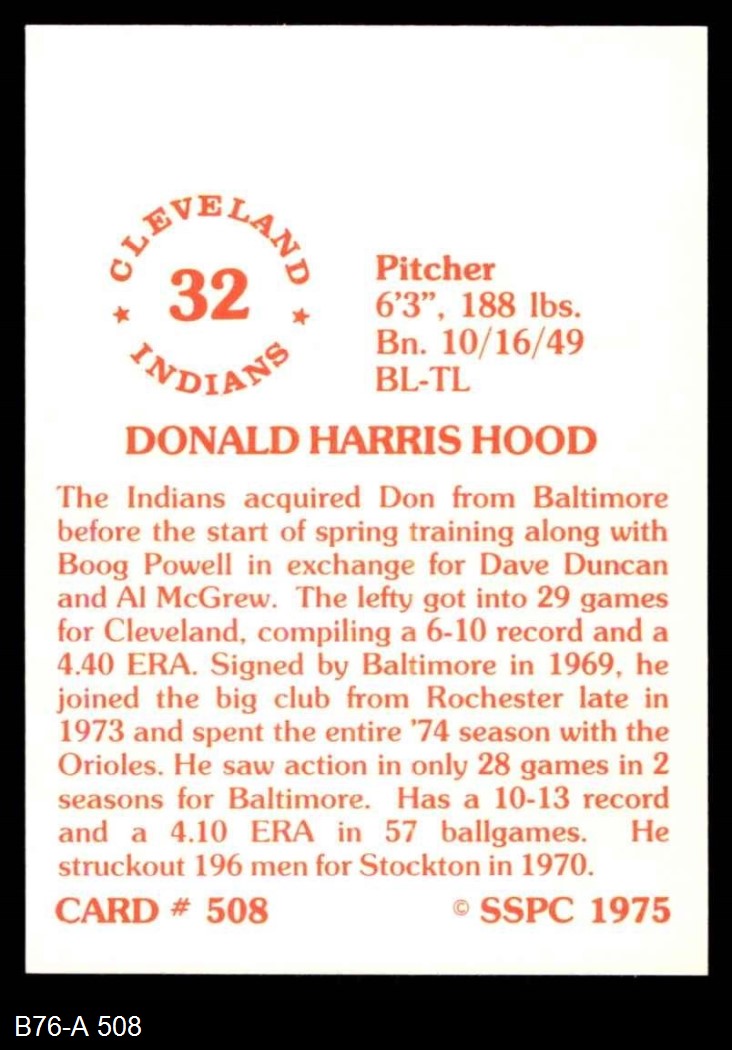 CLEVELAND
32
INDIANS
Pitcher
6'3", 188 lbs.
Bn. 10/16/49
BL-TL
DONALD HARRIS HOOD
The Indians acquired Don from Baltimore
before the start of spring training along with
Boog Powell in exchange for Dave Duncan
and Al McGrew. The lefty got into 29 games
for Cleveland, compiling a 6-10 record and a
4.40 ERA. Signed by Baltimore in 1969, he
joined the big club from Rochester late in
1973 and spent the entire '74 season with the
Orioles. He saw action in only 28 games in 2
seasons for Baltimore. Has a 10-13 record
and a 4.10 ERA in 57 ballgames. He
struckout 196 men for Stockton in 1970.
CARD # 508 © SSPC 1975
B76-A 508